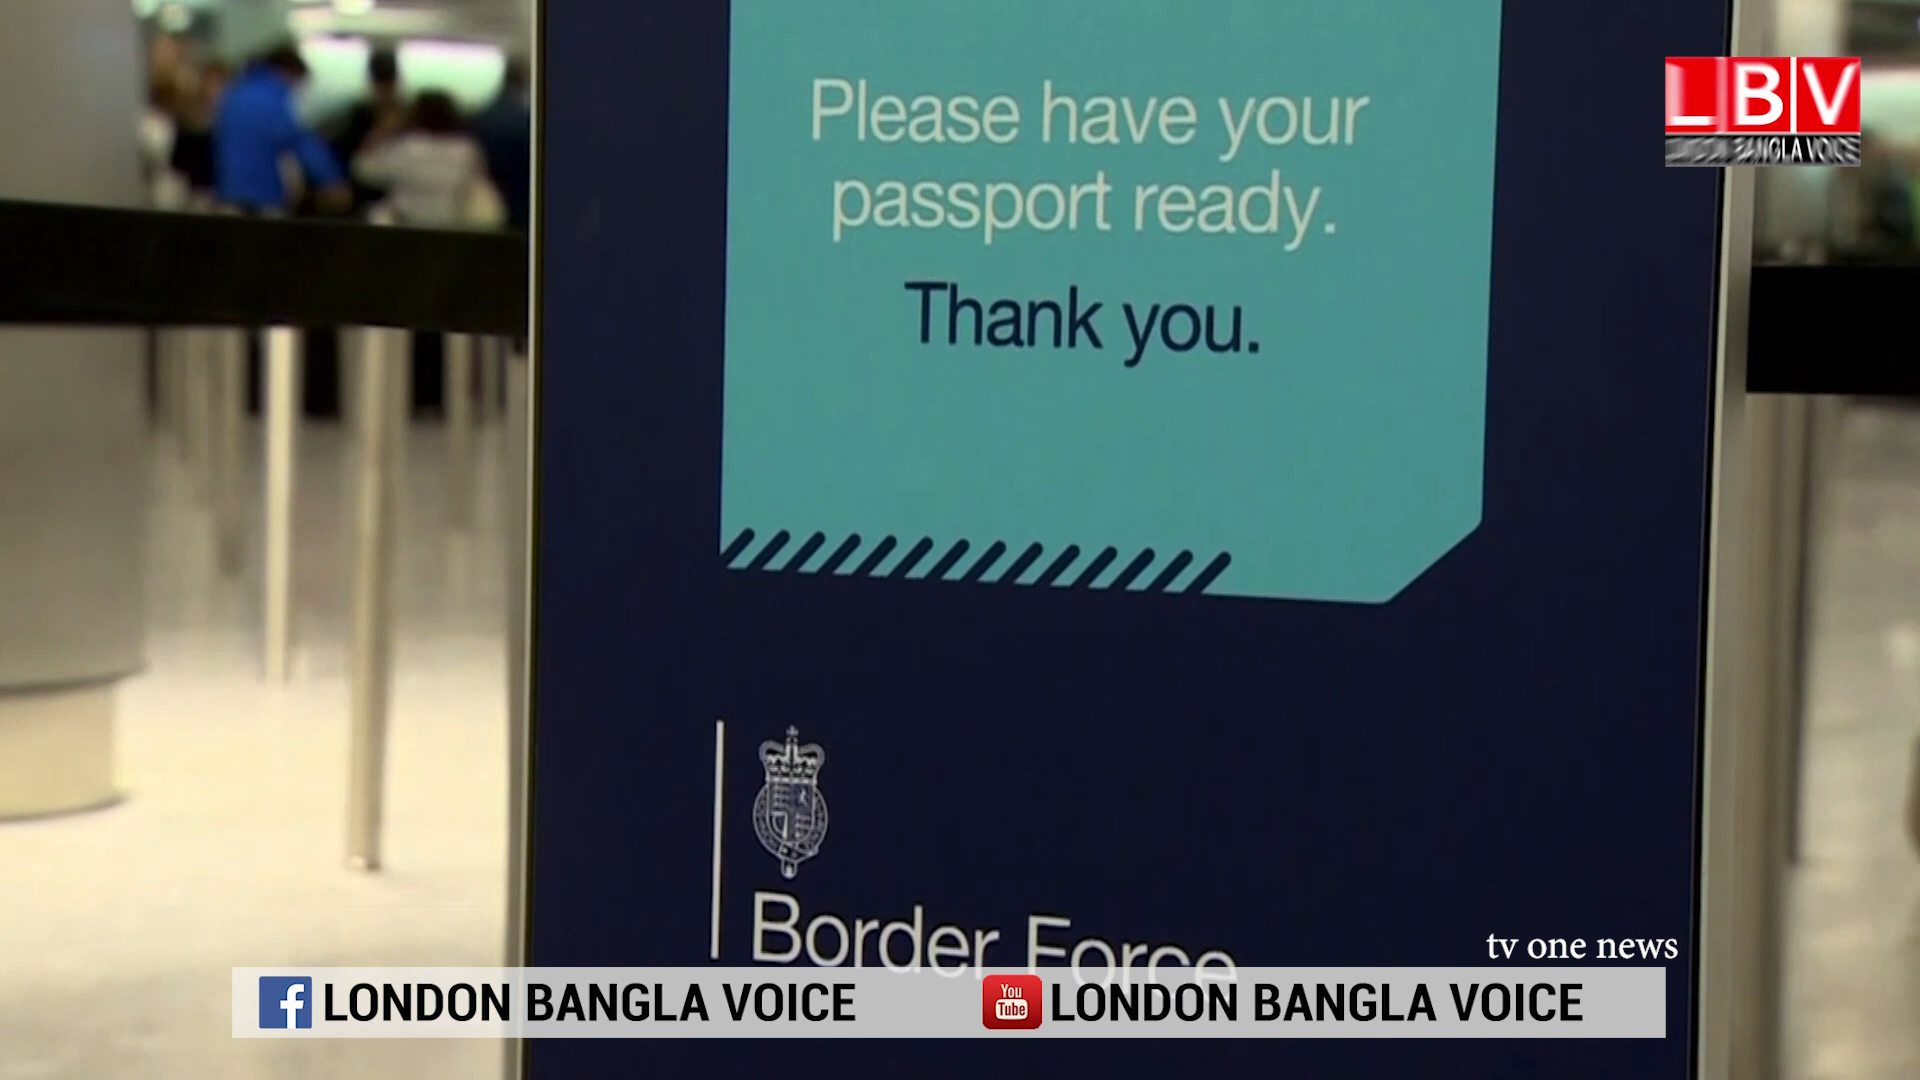 Please have your
passport ready.
Thank you.
LBV
LONDON BANGLA VOICE
Border Force
tv one news
LONDON BANGLA VOICE
You Tube LONDON BANGLA VOICE